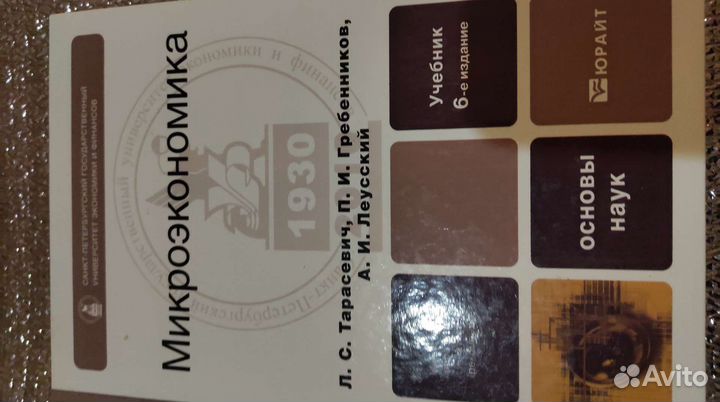 САНКТ-ПЕТЕРБУРГСКИЙ ГОСУДАРСТВЕННЫЙ
УНИВЕРСИТЕТ ЭКОНОМИКИ И ФИНАНСОВ
Микроэкономика
1930
Л. С. Тарасевич, П. И. Гребенников,
А. И. Леусский
Учебник
6-е издание
ОСНОВЫ
НАУК
ЮРАЙТ
Avito